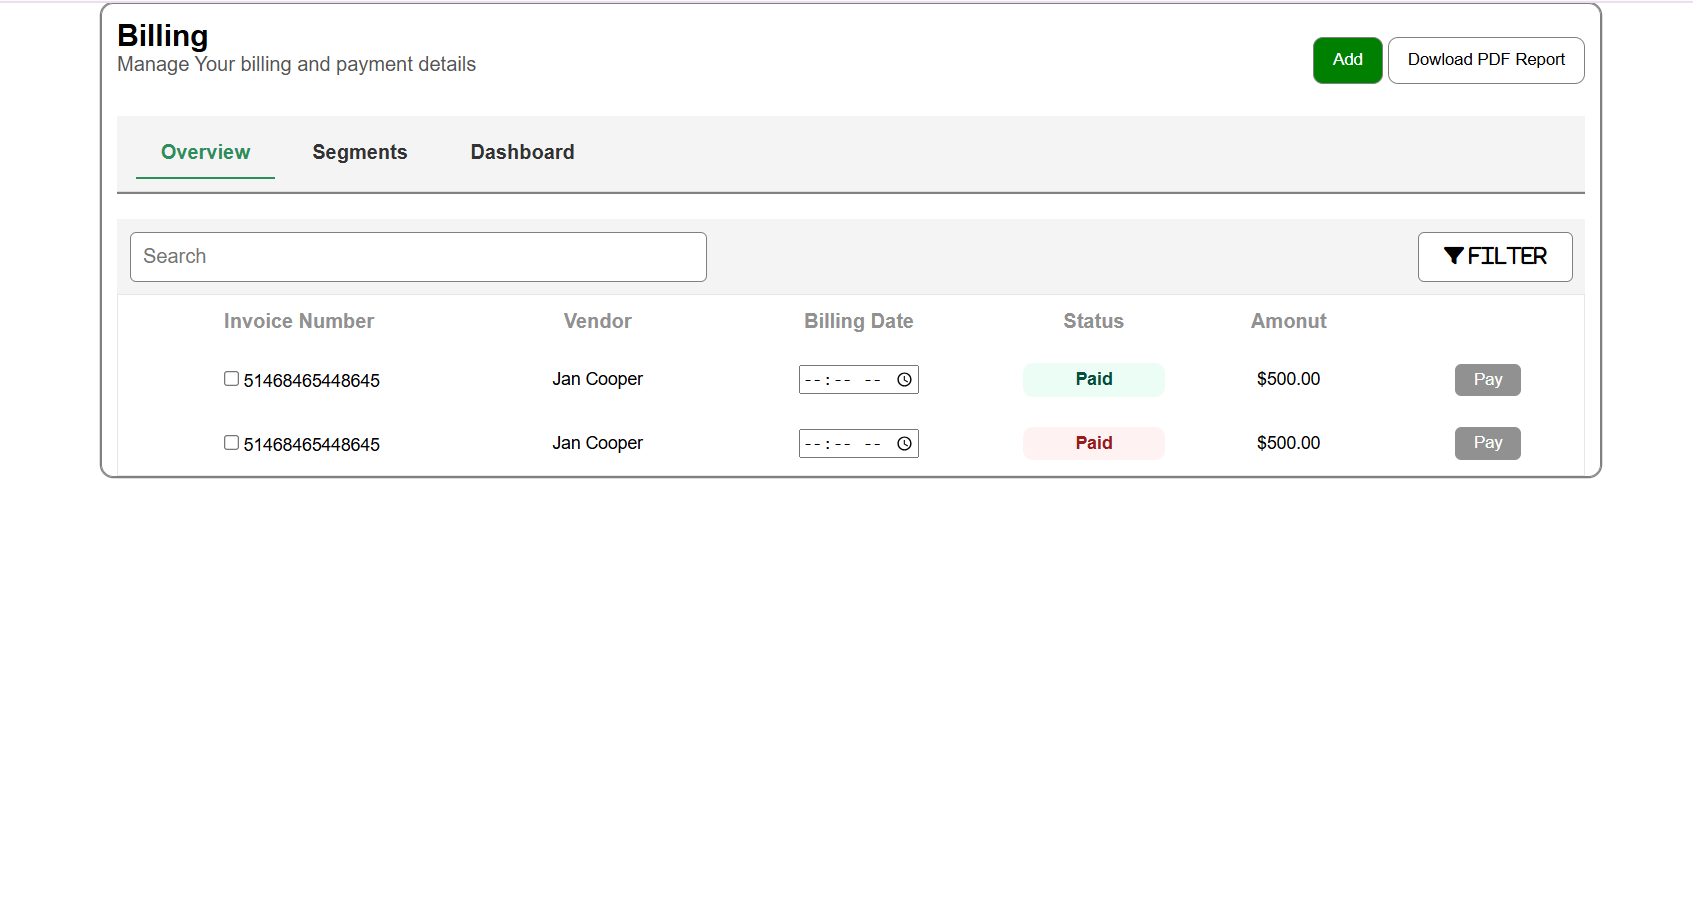 Billing
Manage Your billing and payment details
Add Dowload PDF Report
Overview Segments Dashboard
Search FILTER
Invoice Number Vendor Billing Date Status Amonut
51468465448645 Jan Cooper --:-- -- Paid $500.00 Pay
51468465448645 Jan Cooper --:-- -- Paid $500.00 Pay